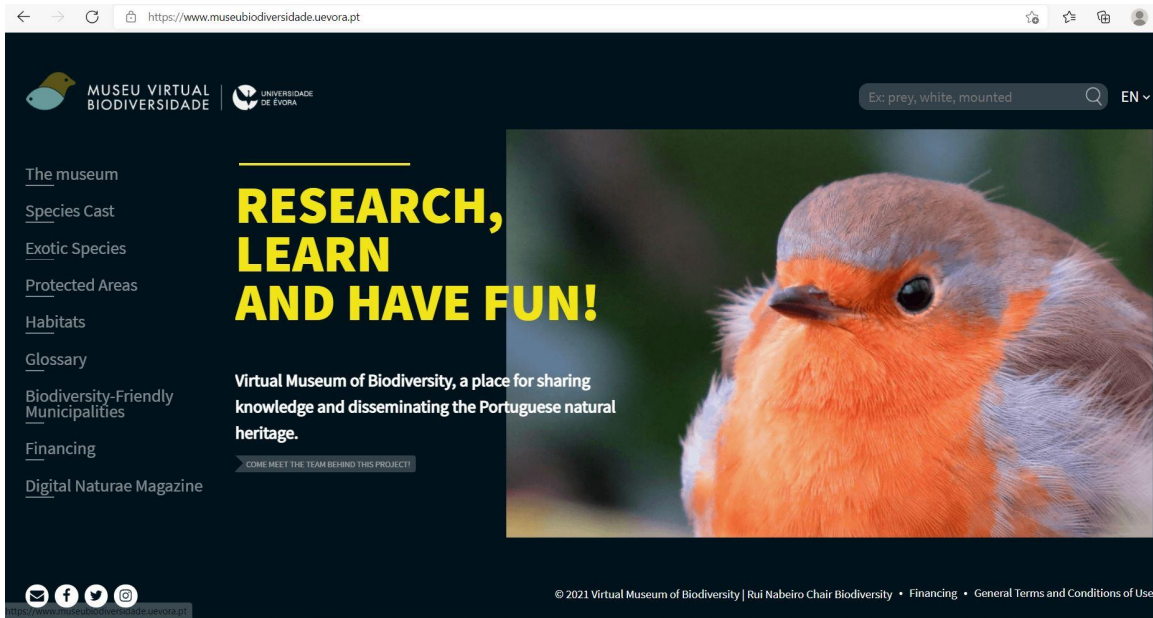 https://www.museubiodiversidade.uevora.pt
MUSEU VIRTUAL
BIODIVERSIDADE
UNIVERSIDADE
DE ÉVORA
Ex: prey, white, mounted
EN
The museum
Species Cast
Exotic Species
Protected Areas
Habitats
Glossary
Biodiversity-Friendly
Municipalities
Financing
Digital Naturae Magazine
RESEARCH,
LEARN
AND HAVE FUN!
Virtual Museum of Biodiversity, a place for sharing
knowledge and disseminating the Portuguese natural
heritage.
COME MEET THE TEAM BEHIND THIS PROJECT!
© 2021 Virtual Museum of Biodiversity | Rui Nabeiro Chair Biodiversity • Financing • General Terms and Conditions of Use
https://www.museubiodiversidade.uevora.pt